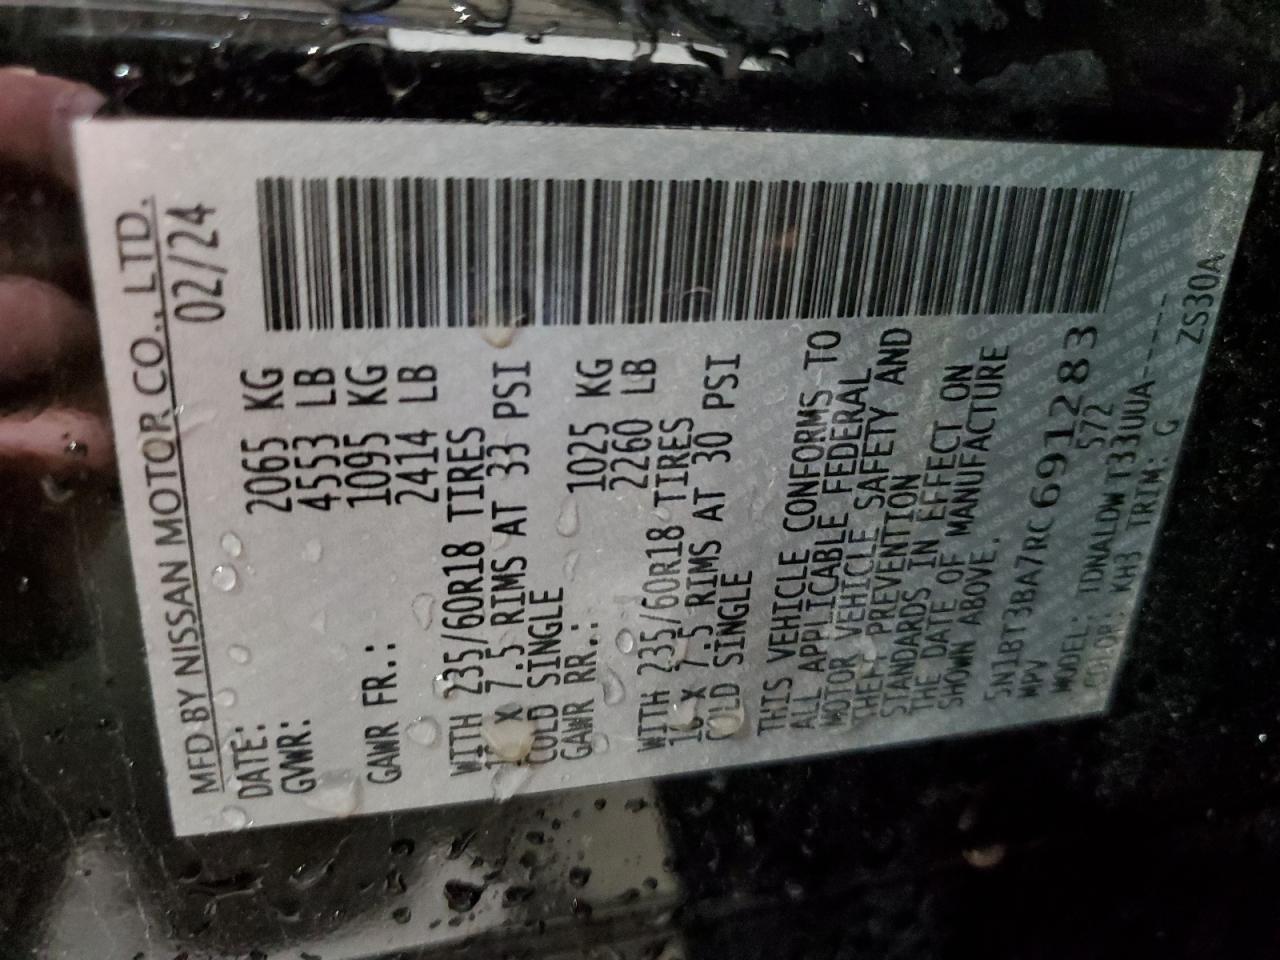 MFD BY NISSAN MOTOR CO., LTD.
DATE: 02/24
GVWR: 2065 KG
4553 LB
GAWR FR.: 1095 KG
2414 LB
WITH 235/60R18 TIRES
X 7.5 RIMS AT 33 PSI
COLD SINGLE
GAWR RR.: 1025 KG
2260 LB
WITH 235/60R18 TIRES
X 7.5 RIMS AT 30 PSI
COLD SINGLE
THIS VEHICLE CONFORMS TO
ALL APPLICABLE FEDERAL
MOTOR VEHICLE SAFETY AND
THEFT PREVENTION
STANDARDS IN EFFECT ON
THE DATE OF MANUFACTURE
SHOWN ABOVE.
5N1BT3BA7RC691283
MPV 572
MODEL: TDNALDWT33UUA-----
COLOR: KH3 TRIM: G
ZS30A